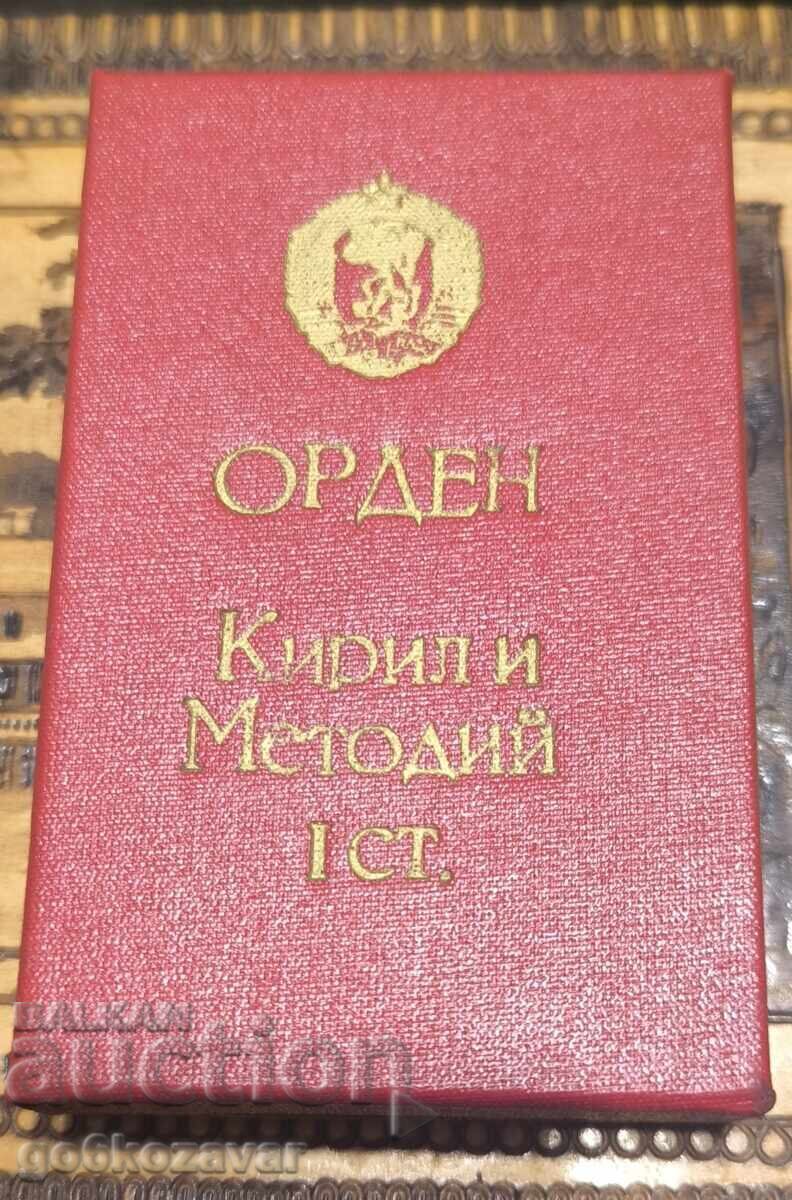 ОРДЕН
Кирил и
Методий
I СТ.
BALKAN
auction
go6kozavar